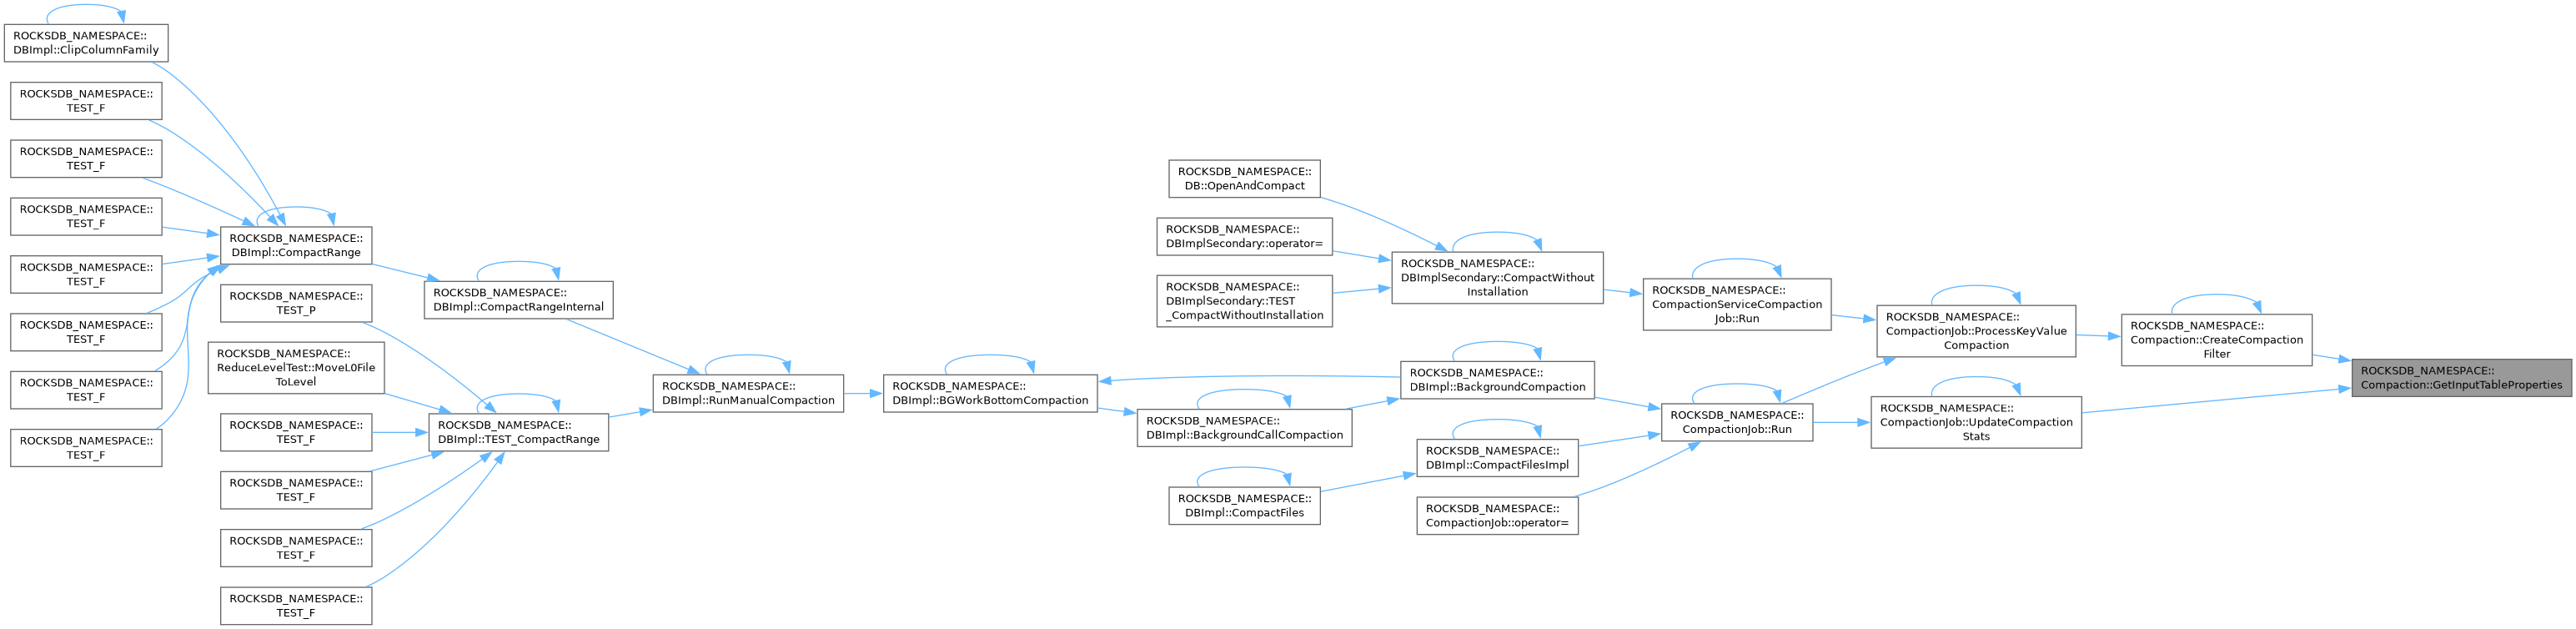 ROCKSDB_NAMESPACE::
DBImpl::ClipColumnFamily
ROCKSDB_NAMESPACE::
TEST_F
ROCKSDB_NAMESPACE::
TEST_F
ROCKSDB_NAMESPACE::
TEST_F
ROCKSDB_NAMESPACE::
TEST_F
ROCKSDB_NAMESPACE::
TEST_F
ROCKSDB_NAMESPACE::
TEST_F
ROCKSDB_NAMESPACE::
TEST_F
ROCKSDB_NAMESPACE::
DBImpl::CompactRange
ROCKSDB_NAMESPACE::
TEST_P
ROCKSDB_NAMESPACE::
ReduceLevelTest::MoveL0File
ToLevel
ROCKSDB_NAMESPACE::
TEST_F
ROCKSDB_NAMESPACE::
TEST_F
ROCKSDB_NAMESPACE::
TEST_F
ROCKSDB_NAMESPACE::
TEST_F
ROCKSDB_NAMESPACE::
DBImpl::CompactRangeInternal
ROCKSDB_NAMESPACE::
DBImpl::TEST_CompactRange
ROCKSDB_NAMESPACE::
DBImpl::RunManualCompaction
ROCKSDB_NAMESPACE::
DBImpl::BGWorkBottomCompaction
ROCKSDB_NAMESPACE::
DB::OpenAndCompact
ROCKSDB_NAMESPACE::
DBImplSecondary::operator=
ROCKSDB_NAMESPACE::
DBImplSecondary::TEST
_CompactWithoutInstallation
ROCKSDB_NAMESPACE::
DBImpl::BackgroundCallCompaction
ROCKSDB_NAMESPACE::
DBImpl::CompactFiles
ROCKSDB_NAMESPACE::
DBImplSecondary::CompactWithout
Installation
ROCKSDB_NAMESPACE::
DBImpl::BackgroundCompaction
ROCKSDB_NAMESPACE::
DBImpl::CompactFilesImpl
ROCKSDB_NAMESPACE::
CompactionJob::operator=
ROCKSDB_NAMESPACE::
CompactionServiceCompaction
Job::Run
ROCKSDB_NAMESPACE::
CompactionJob::Run
ROCKSDB_NAMESPACE::
CompactionJob::ProcessKeyValue
Compaction
ROCKSDB_NAMESPACE::
CompactionJob::UpdateCompaction
Stats
ROCKSDB_NAMESPACE::
Compaction::CreateCompaction
Filter
ROCKSDB_NAMESPACE::
Compaction::GetInputTableProperties